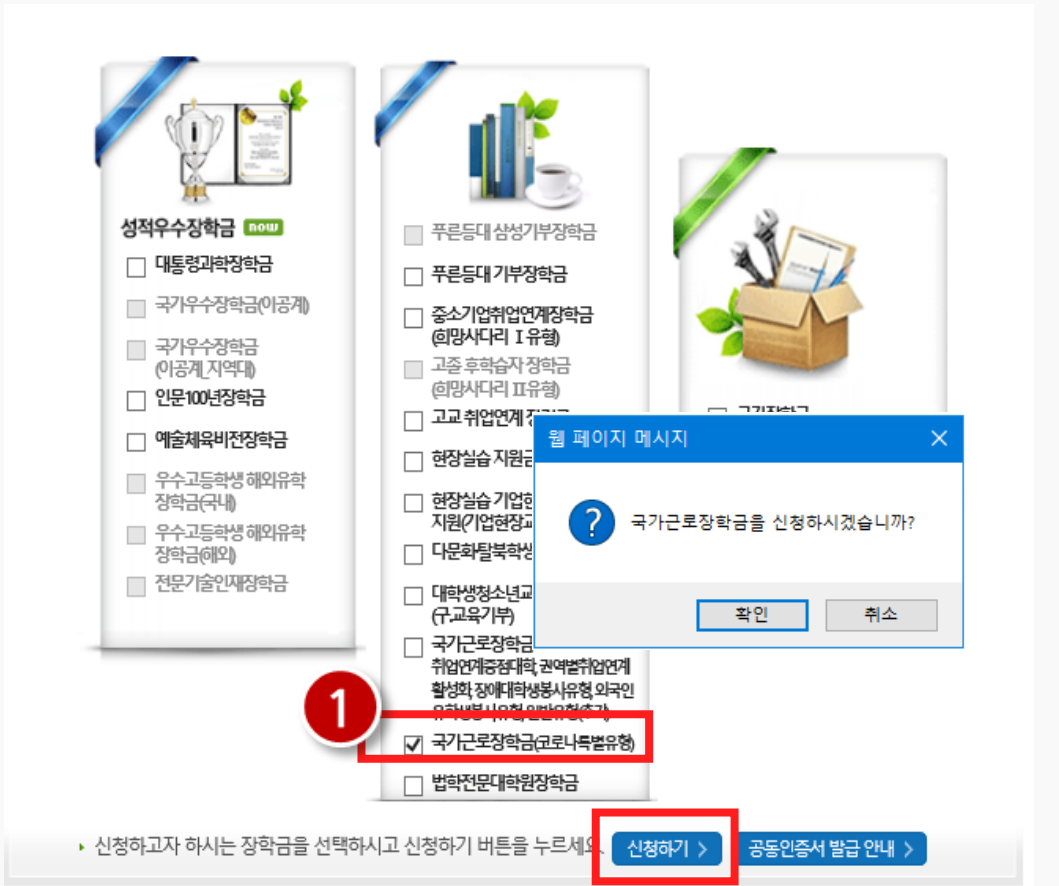 성적우수장학금 now
대통령과학장학금
국가우수장학금(이공계)
국가우수장학금
(이공계_지역대)
인문100년장학금
예술체육비전장학금
우수고등학생 해외유학
장학금(국내)
우수고등학생 해외유학
장학금(해외)
전문기술인재장학금
푸른등대 삼성기부장학금
푸른등대 기부장학금
중소기업취업연계장학금
(희망사다리 I 유형)
고졸 후학습자 장학금
(희망사다리 II유형)
고교 취업연계
현장실습 지원금
현장실습 기업현
지원(기업현장교
다문화탈북학생
대학생청소년교
(구,교육기부)
국가근로장학금
취업연계중점대학, 권역별취업연계
활성화, 장애대학생봉사유형, 외국인
유학생봉사유형, 일반유형(추가)
1
국가근로장학금(코로나특별유형)
법학전문대학원장학금
웹 페이지 메시지
국가근로장학금을 신청하시겠습니까?
확인 취소
신청하고자 하시는 장학금을 선택하시고 신청하기 버튼을 누르세요.
신청하기 >
공동인증서 발급 안내 >